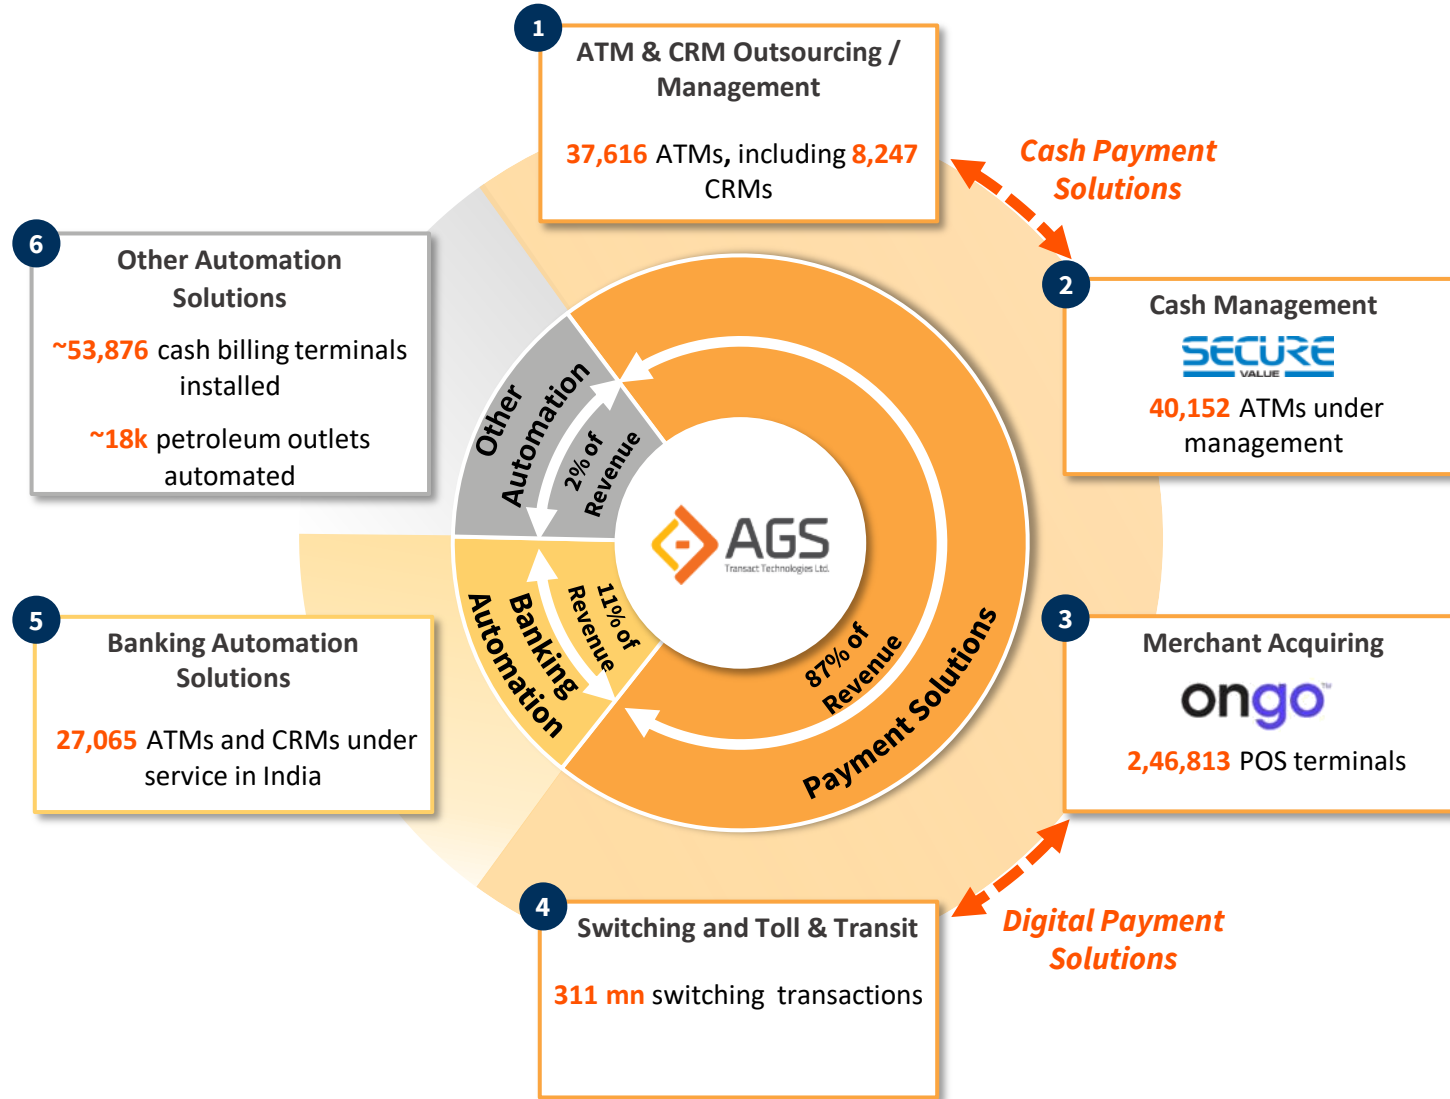 1
ATM & CRM Outsourcing /
Management
37,616 ATMs, including 8,247
CRMs
Cash Payment
Solutions
2
Cash Management
SECURE
VALUE
40,152 ATMs under
management
3
Merchant Acquiring
ongo™
2,46,813 POS terminals
Digital Payment
Solutions
4
Switching and Toll & Transit
311 mn switching transactions
5
Banking Automation
Solutions
27,065 ATMs and CRMs under
service in India
6
Other Automation
Solutions
~53,876 cash billing terminals
installed
~18k petroleum outlets
automated
Other
Automation
2% of
Revenue
Banking
Automation
11% of
Revenue
87% of
Revenue
Payment Solutions
AGS
Transact Technologies Ltd.